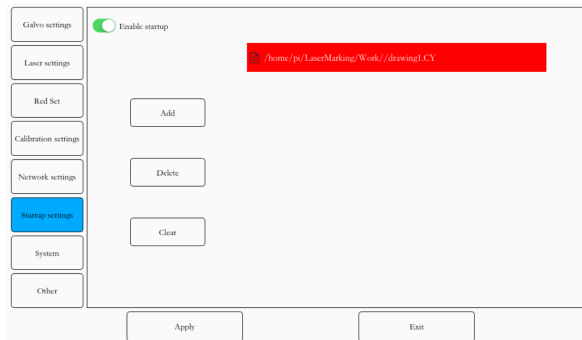 Galvo settings
Enable startup
/home/pi/LaserMarking/Work//drawing1.CY
Laser settings
Red Set
Add
Calibration settings
Network settings
Delete
Startup settings
Clear
System
Other
Apply
Exit